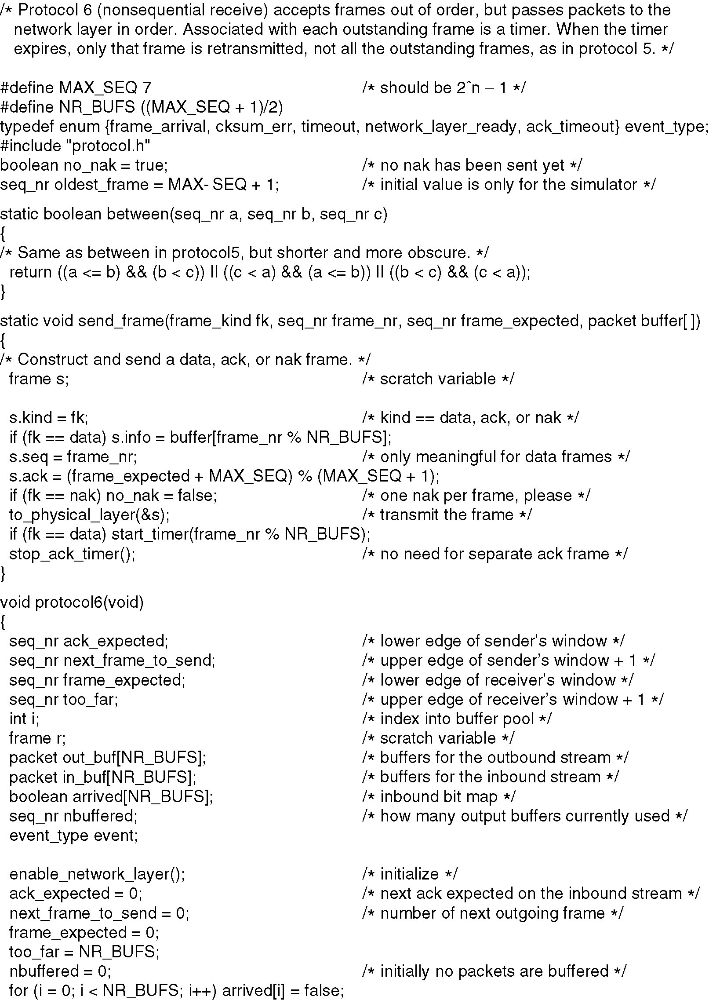 /* Protocol 6 (nonsequential receive) accepts frames out of order, but passes packets to the
network layer in order. Associated with each outstanding frame is a timer. When the timer
expires, only that frame is retransmitted, not all the outstanding frames, as in protocol 5. */
#define MAX_SEQ 7 /* should be 2^n – 1 */
#define NR_BUFS ((MAX_SEQ + 1)/2)
typedef enum {frame_arrival, cksum_err, timeout, network_layer_ready, ack_timeout} event_type;
#include "protocol.h"
boolean no_nak = true; /* no nak has been sent yet */
seq_nr oldest_frame = MAX- SEQ + 1; /* initial value is only for the simulator */
static boolean between(seq_nr a, seq_nr b, seq_nr c)
{
/* Same as between in protocol5, but shorter and more obscure. */
return ((a <= b) && (b < c)) || ((c < a) && (a <= b)) || ((b < c) && (c < a));
}
static void send_frame(frame_kind fk, seq_nr frame_nr, seq_nr frame_expected, packet buffer[ ])
{
/* Construct and send a data, ack, or nak frame. */
frame s; /* scratch variable */
s.kind = fk; /* kind == data, ack, or nak */
if (fk == data) s.info = buffer[frame_nr % NR_BUFS];
s.seq = frame_nr; /* only meaningful for data frames */
s.ack = (frame_expected + MAX_SEQ) % (MAX_SEQ + 1);
if (fk == nak) no_nak = false; /* one nak per frame, please */
to_physical_layer(&s); /* transmit the frame */
if (fk == data) start_timer(frame_nr % NR_BUFS);
stop_ack_timer(); /* no need for separate ack frame */
}
void protocol6(void)
{
seq_nr ack_expected; /* lower edge of sender's window */
seq_nr next_frame_to_send; /* upper edge of sender's window + 1 */
seq_nr frame_expected; /* lower edge of receiver's window */
seq_nr too_far; /* upper edge of receiver's window + 1 */
int i; /* index into buffer pool */
frame r; /* scratch variable */
packet out_buf[NR_BUFS]; /* buffers for the outbound stream */
packet in_buf[NR_BUFS]; /* buffers for the inbound stream */
boolean arrived[NR_BUFS]; /* inbound bit map */
seq_nr nbuffered; /* how many output buffers currently used */
event_type event;
enable_network_layer(); /* initialize */
ack_expected = 0; /* next ack expected on the inbound stream */
next_frame_to_send = 0; /* number of next outgoing frame */
frame_expected = 0;
too_far = NR_BUFS;
nbuffered = 0; /* initially no packets are buffered */
for (i = 0; i < NR_BUFS; i++) arrived[i] = false;